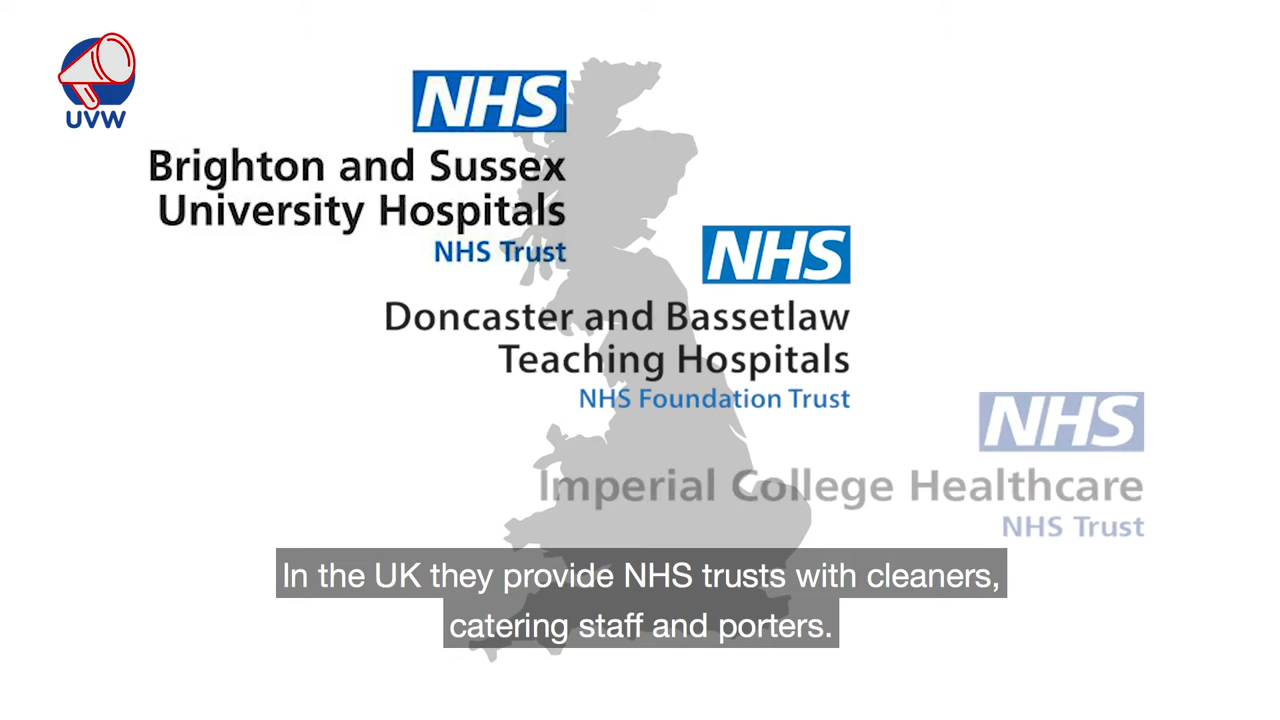 UVW
NHS
Brighton and Sussex
University Hospitals
NHS Trust
NHS
Doncaster and Bassetlaw
Teaching Hospitals
NHS Foundation Trust
NHS
Imperial College Healthcare
NHS Trust
In the UK they provide NHS trusts with cleaners,
catering staff and porters.